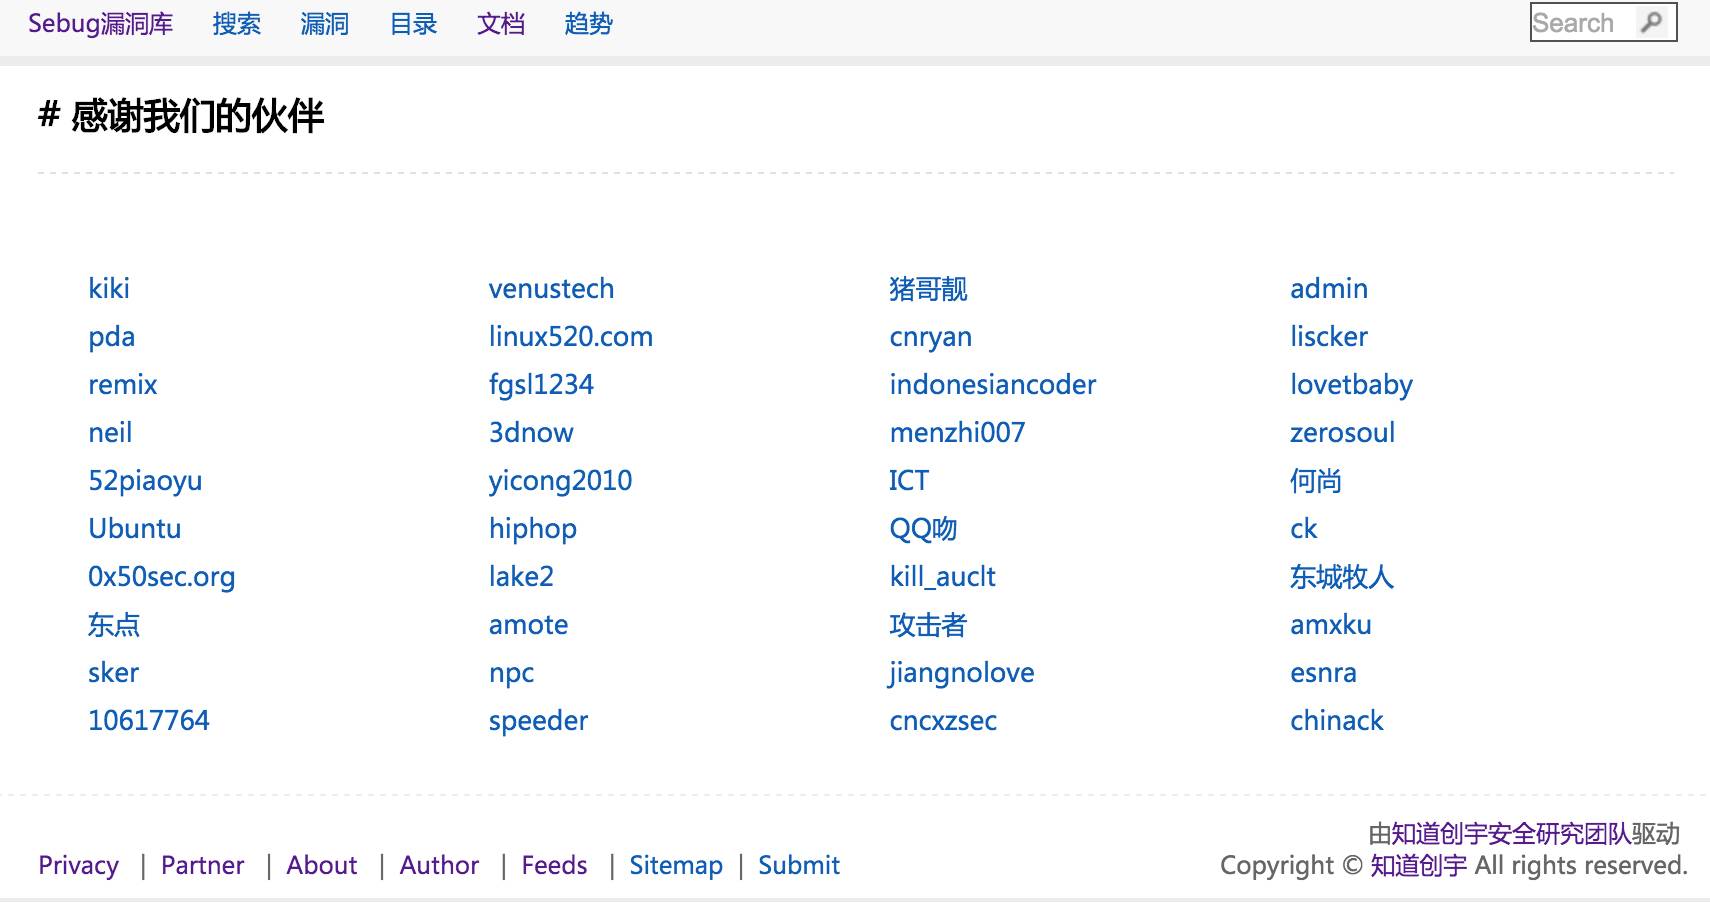 Sebug漏洞库 搜索 漏洞 目录 文档 趋势 Search
# 感谢我们的伙伴
kiki venustech 猪哥靓 admin
pda linux520.com cnryan liscker
remix fgsl1234 indonesiancoder lovetbaby
neil 3dnow menzhi007 zerosoul
52piaoyu yicong2010 ICT 何尚
Ubuntu hiphop QQ吻 ck
0x50sec.org lake2 kill_auclt 东城牧人
东点 amote 攻击者 amxku
sker npc jiangnolove esnra
10617764 speeder cncxzsec chinack
由知道创宇安全研究团队驱动
Privacy | Partner | About | Author | Feeds | Sitemap | Submit Copyright © 知道创宇 All rights reserved.